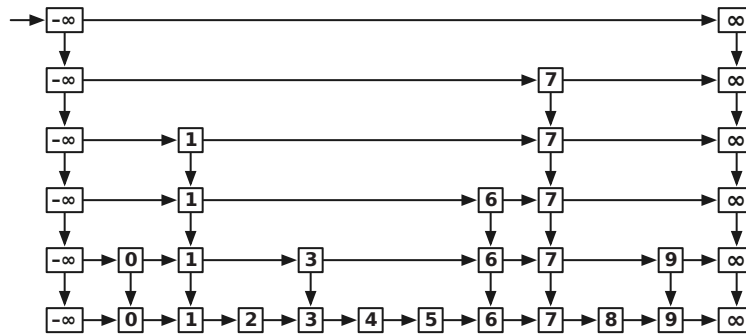 -∞ ∞
-∞ 7 ∞
-∞ 1 7 ∞
-∞ 1 6 7 ∞
-∞ 0 1 3 6 7 9 ∞
-∞ 0 1 2 3 4 5 6 7 8 9 ∞